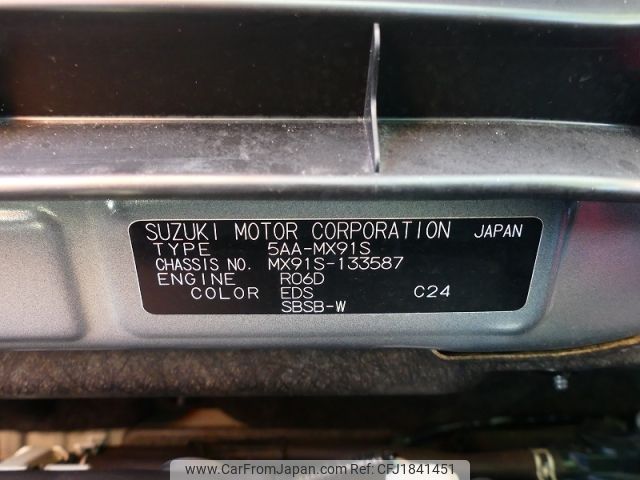 SUZUKI MOTOR CORPORATION JAPAN
TYPE 5AA-MX91S
CHASSIS NO. MX91S-133587
ENGINE R06D
COLOR EDS C24
SBSB-W
www.CarFromJapan.com | Ref No: CFJ1841451